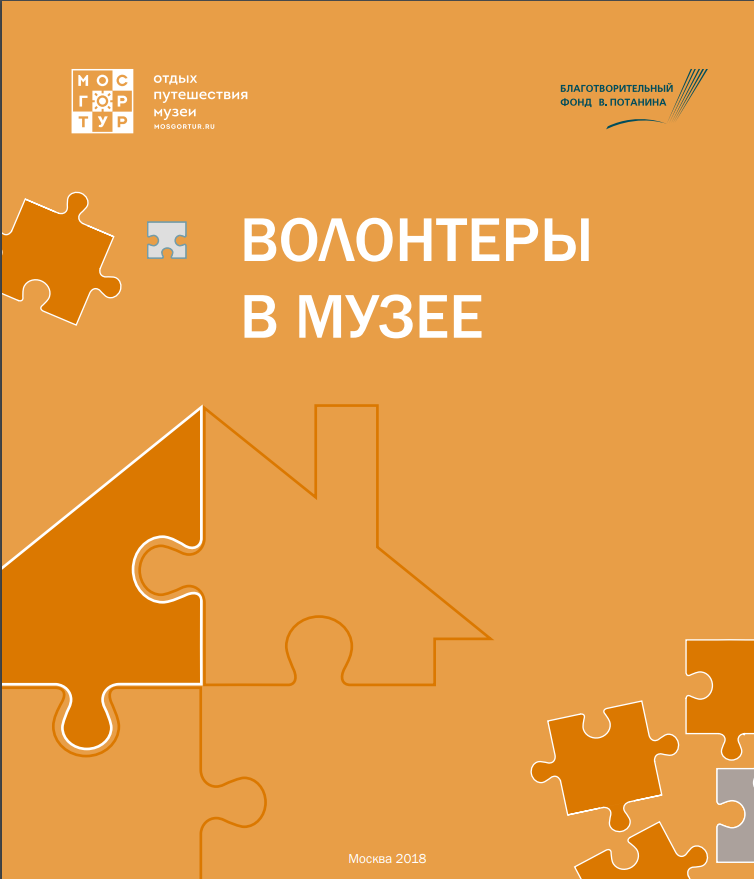 МОС
ГОР
ТУР
отдых
путешествия
музеи
MOSGORTUR.RU
БЛАГОТВОРИТЕЛЬНЫЙ
ФОНД В. ПОТАНИНА
ВОЛОНТЕРЫ
В МУЗЕЕ
Москва 2018